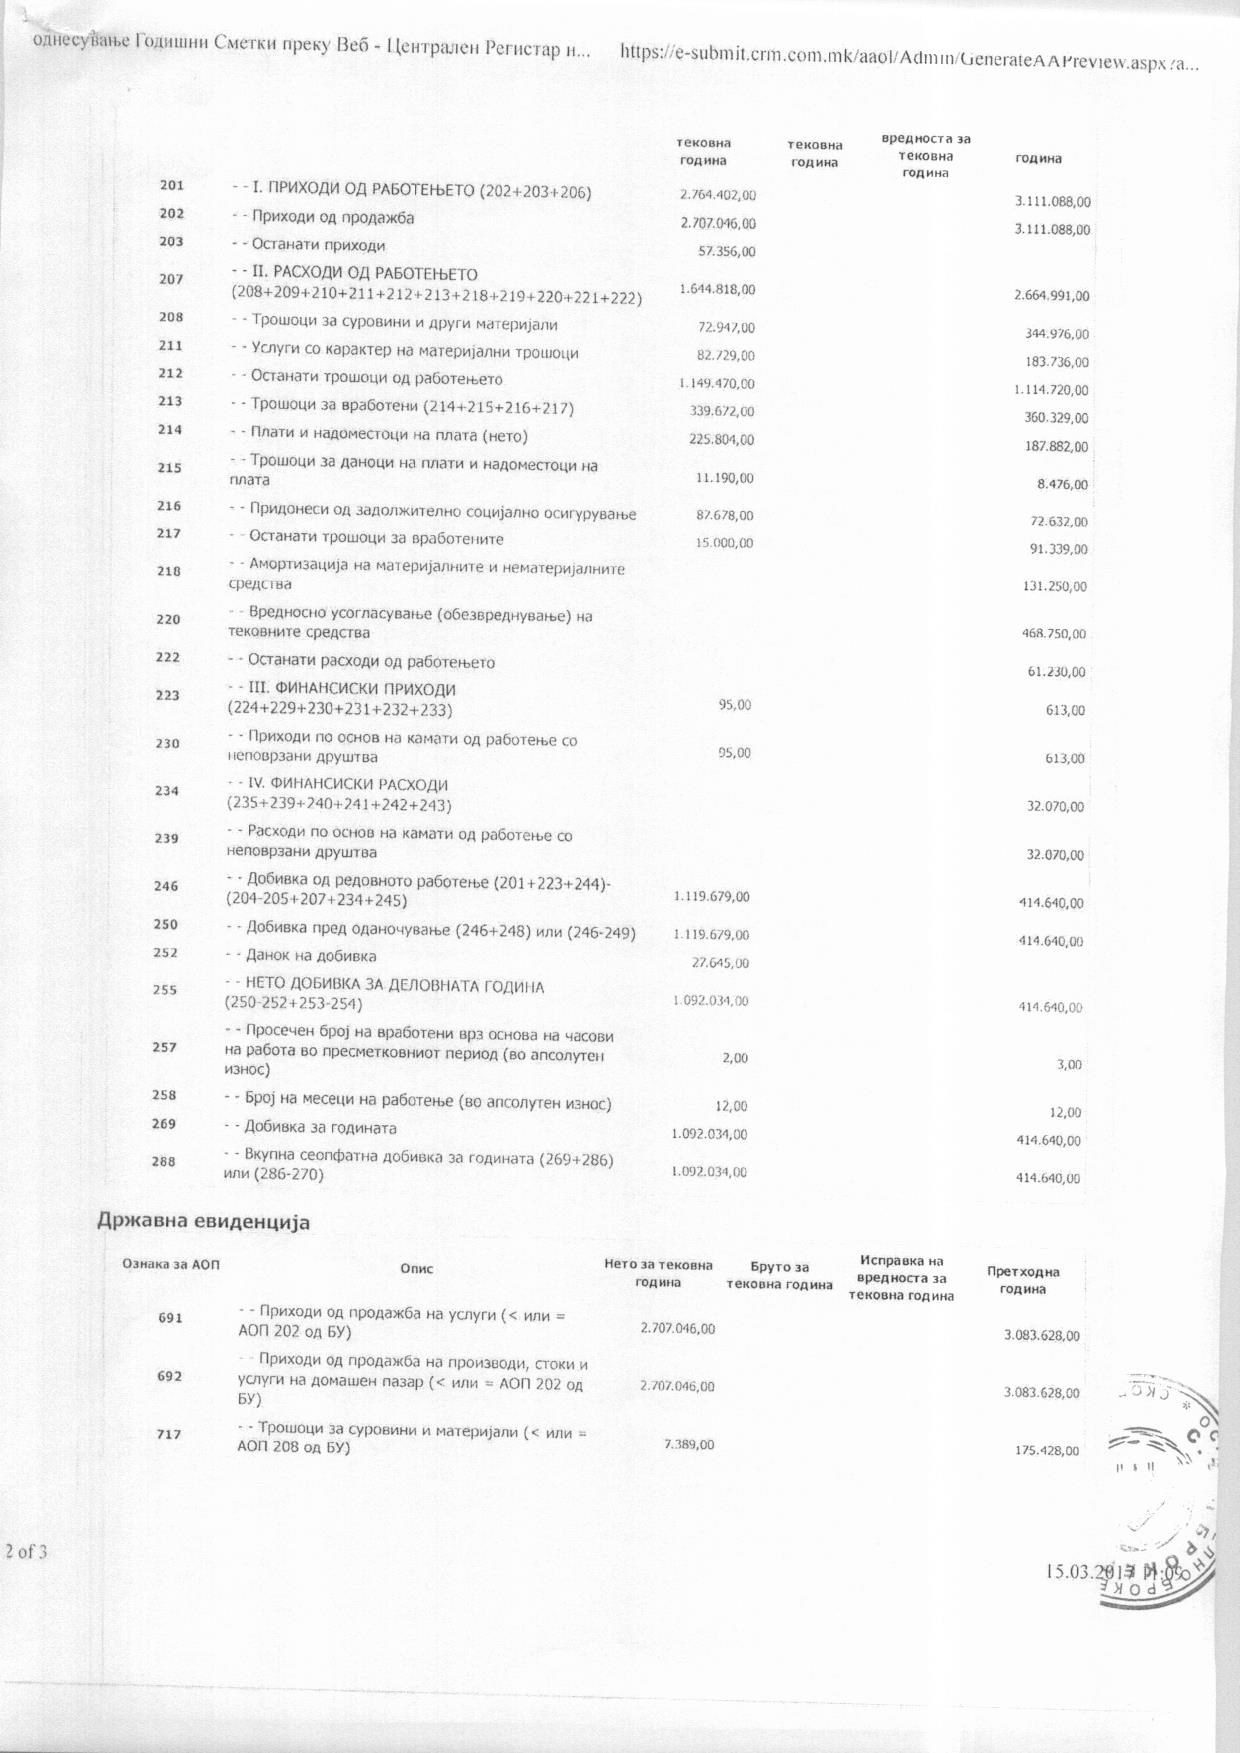 однесување Годишни Сметки преку Веб - Централен Регистар н... https://e-submit.crm.com.mk/aaol/Admin/GenerateAAPreview.aspx?a...
тековна година тековна година вредноста за тековна година година
201 - - I. ПРИХОДИ ОД РАБОТЕЊЕТО (202+203+206) 2.764.402,00 3.111.088,00
202 - - Приходи од продажба 2.707.046,00 3.111.088,00
203 - - Останати приходи 57.356,00
207 - - II. РАСХОДИ ОД РАБОТЕЊЕТО
(208+209+210+211+212+213+218+219+220+221+222) 1.644.818,00 2.664.991,00
208 - - Трошоци за суровини и други материјали 72.947,00 344.976,00
211 - - Услуги со карактер на материјални трошоци 82.729,00 183.736,00
212 - - Останати трошоци од работењето 1.149.470,00 1.114.720,00
213 - - Трошоци за вработени (214+215+216+217) 339.672,00 360.329,00
214 - - Плати и надоместоци на плата (нето) 225.804,00 187.882,00
215 - - Трошоци за даноци на плати и надоместоци на
плата 11.190,00 8.476,00
216 - - Придонеси од задолжително социјално осигурување 87.678,00 72.632,00
217 - - Останати трошоци за вработените 15.000,00 91.339,00
218 - - Амортизација на материјалните и нематеријалните
средства 131.250,00
220 - - Вредносно усогласување (обезвреднување) на
тековните средства 468.750,00
222 - - Останати расходи од работењето 61.230,00
223 - - III. ФИНАНСИСКИ ПРИХОДИ
(224+229+230+231+232+233) 95,00 613,00
230 - - Приходи по основ на камати од работење со
неповрзани друштва 95,00 613,00
234 - - IV. ФИНАНСИСКИ РАСХОДИ
(235+239+240+241+242+243) 32.070,00
239 - - Расходи по основ на камати од работење со
неповрзани друштва 32.070,00
246 - - Добивка од редовното работење (201+223+244)-
(204-205+207+234+245) 1.119.679,00 414.640,00
250 - - Добивка пред оданочување (246+248) или (246-249) 1.119.679,00 414.640,00
252 - - Данок на добивка 27.645,00
255 - - НЕТО ДОБИВКА ЗА ДЕЛОВНАТА ГОДИНА
(250-252+253-254) 1.092.034,00 414.640,00
257 - - Просечен број на вработени врз основа на часови
на работа во пресметковниот период (во апсолутен
износ) 2,00 3,00
258 - - Број на месеци на работење (во апсолутен износ) 12,00 12,00
269 - - Добивка за годината 1.092.034,00 414.640,00
288 - - Вкупна сеопфатна добивка за годината (269+286)
или (286-270) 1.092.034,00 414.640,00
Државна евиденција
Ознака за АОП Опис Нето за тековна година Бруто за тековна година Исправка на вредноста за тековна година Претходна година
691 - - Приходи од продажба на услуги (< или =
АОП 202 од БУ) 2.707.046,00 3.083.628,00
692 - - Приходи од продажба на производи, стоки и
услуги на домашен пазар (< или = АОП 202 од
БУ) 2.707.046,00 3.083.628,00
717 - - Трошоци за суровини и материјали (< или =
АОП 208 од БУ) 7.389,00 175.428,00
2 of 3
15.03.2017 11:05